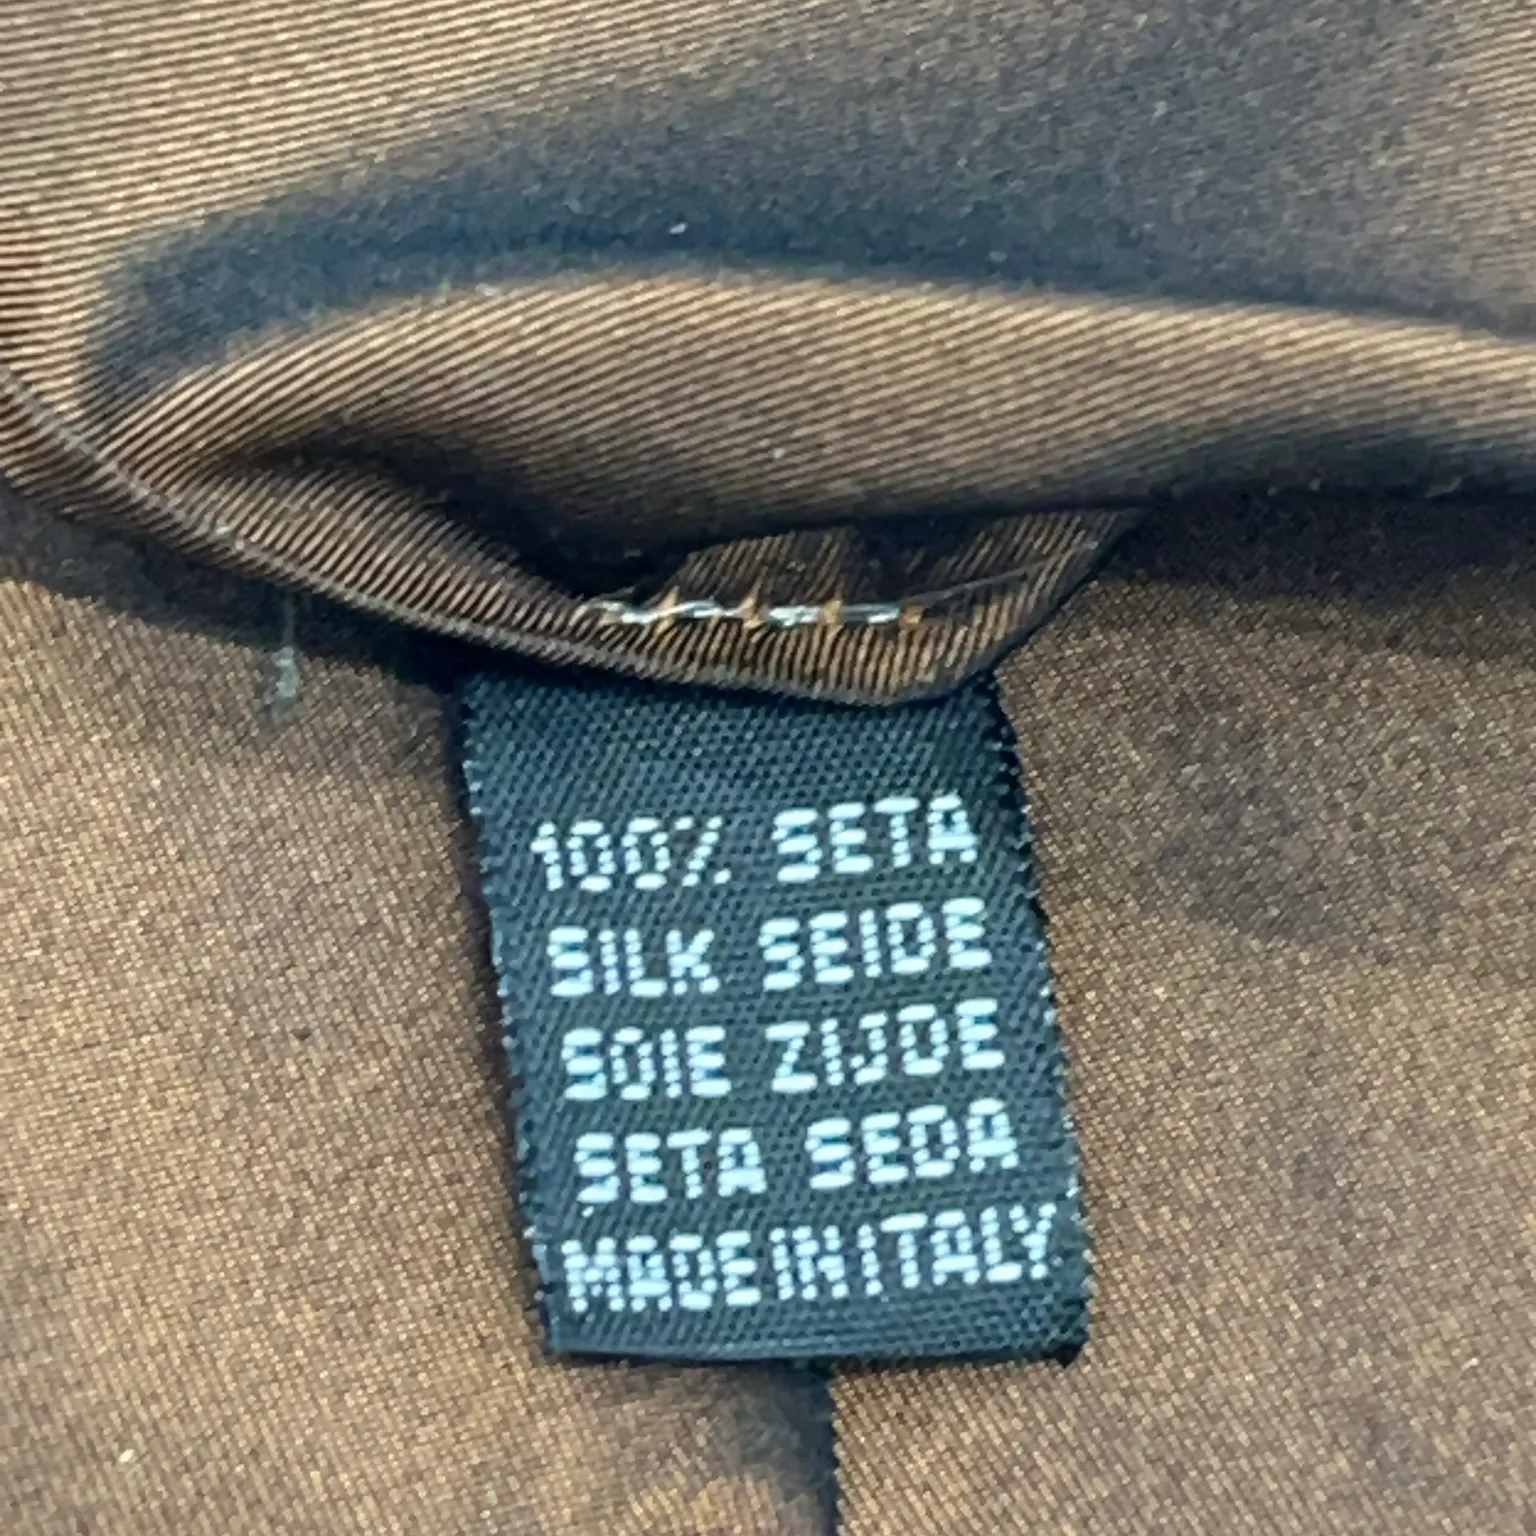 100% SETA
SILK SEIDE
SOIE ZIJDE
SETA SEDA
MADE IN ITALY